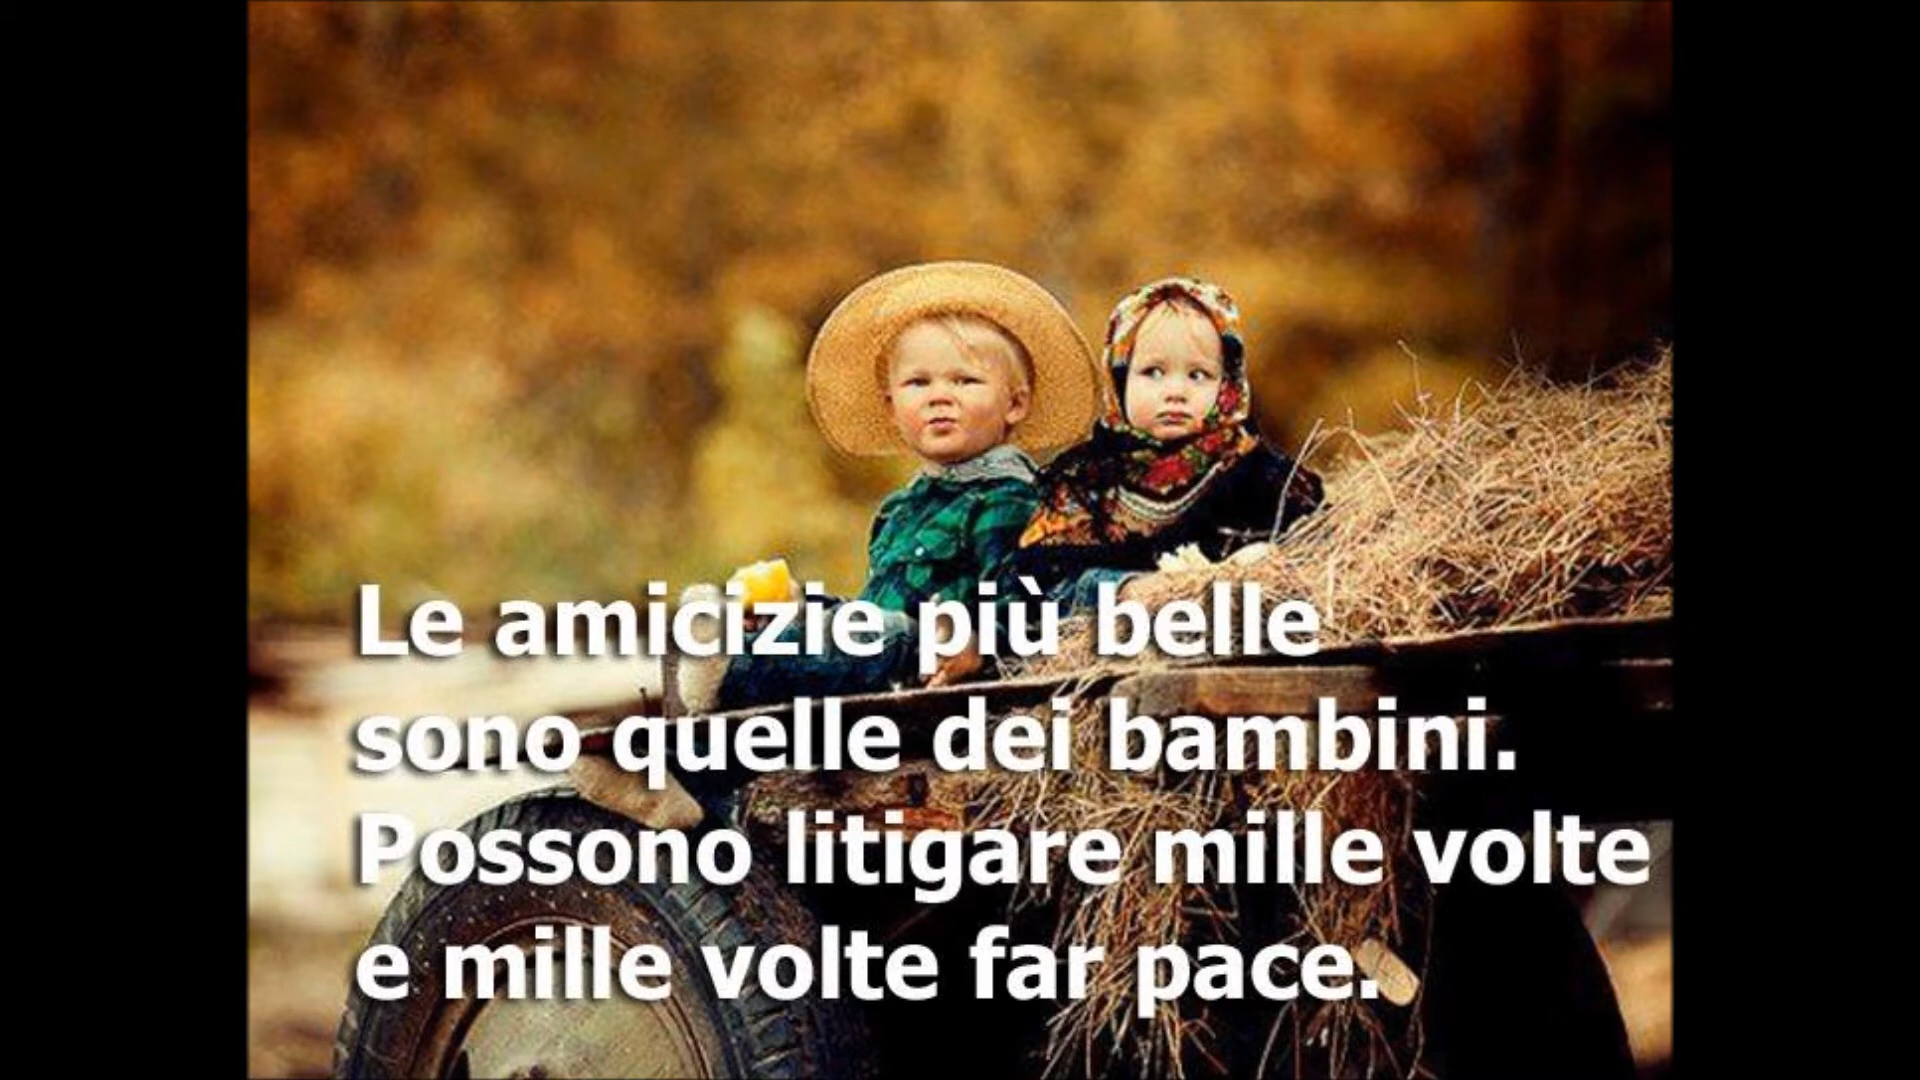 Le amicizie più belle
sono quelle dei bambini.
Possono litigare mille volte
e mille volte far pace.